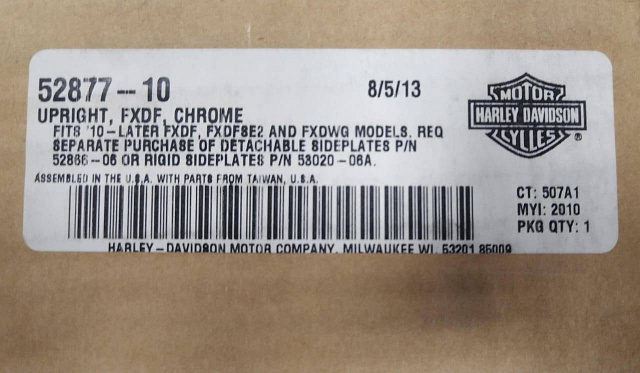 52877-10 8/5/13
UPRIGHT, FXDF, CHROME
FITS '10-LATER FXDF, FXDFSE2 AND FXDWG MODELS. REQ
SEPARATE PURCHASE OF DETACHABLE SIDEPLATES P/N
52866-06 OR RIGID SIDEPLATES P/N 53020-06A.
ASSEMBLED IN THE U.S.A. WITH PARTS FROM TAIWAN, U.S.A.
MOTOR
HARLEY-DAVIDSON
CYCLES
®
CT: 507A1
MYI: 2010
PKG QTY: 1
HARLEY-DAVIDSON MOTOR COMPANY, MILWAUKEE WI, 53201 85009